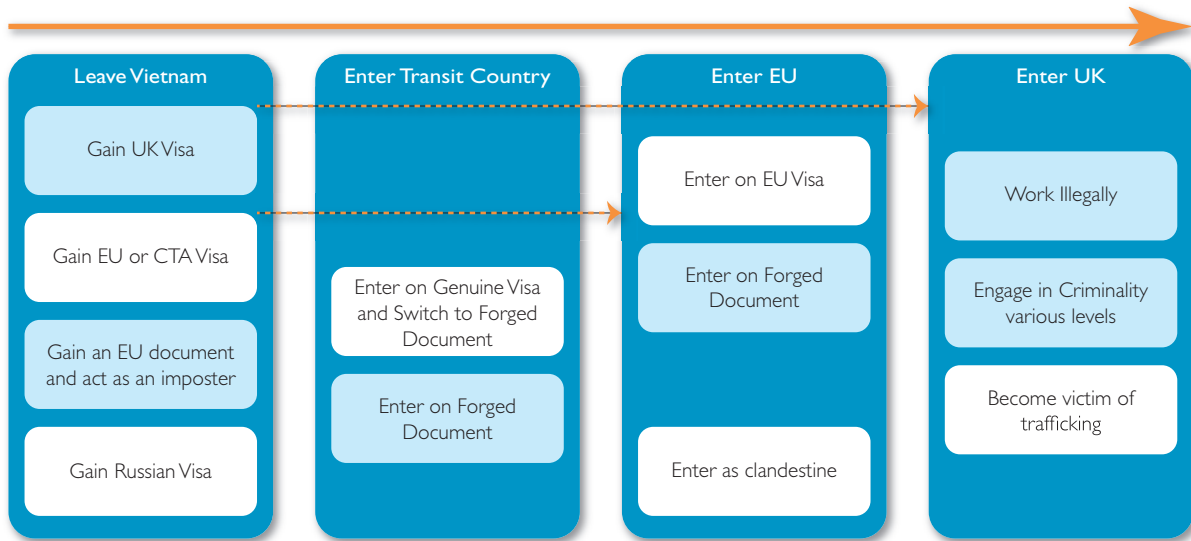 Leave Vietnam
Gain UK Visa
Gain EU or CTA Visa
Gain an EU document
and act as an imposter
Gain Russian Visa
Enter Transit Country
Enter on Genuine Visa
and Switch to Forged
Document
Enter on Forged
Document
Enter EU
Enter on EU Visa
Enter on Forged
Document
Enter as clandestine
Enter UK
Work Illegally
Engage in Criminality
various levels
Become victim of
trafficking